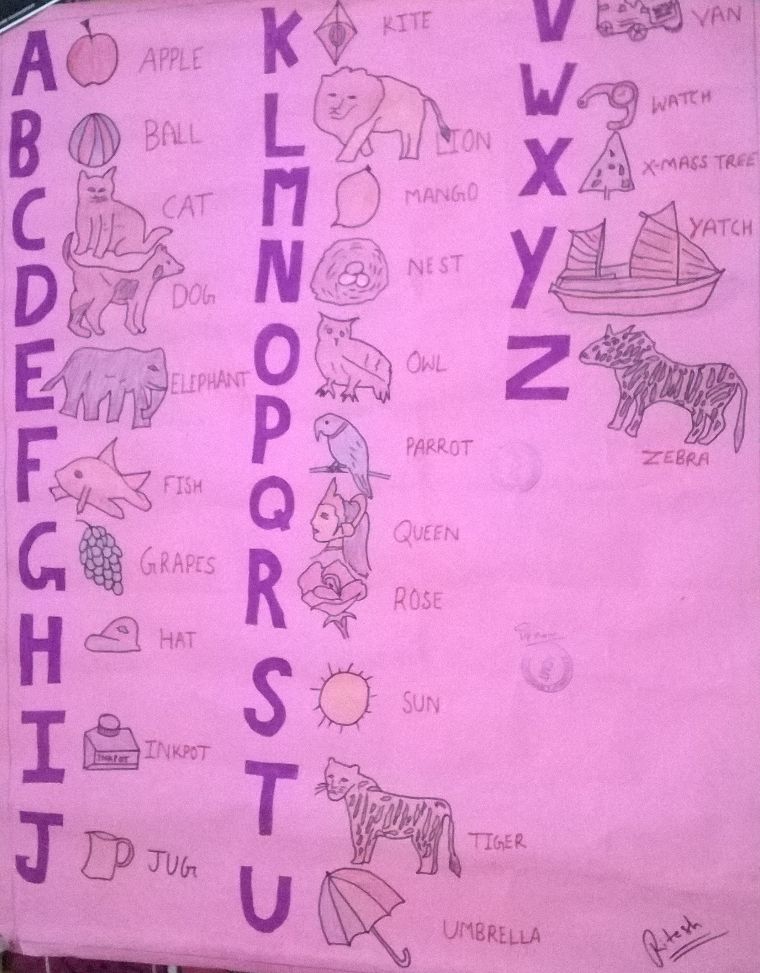 A APPLE
B BALL
C CAT
D DOG
E ELEPHANT
F FISH
G GRAPES
H HAT
I INKPOT
INKPOT
J JUG
K KITE
L LION
M MANGO
N NEST
O OWL
P PARROT
Q QUEEN
R ROSE
S SUN
T TIGER
U UMBRELLA
V VAN
W WATCH
X X-MASS TREE
Y YATCH
Z ZEBRA
Ritesh